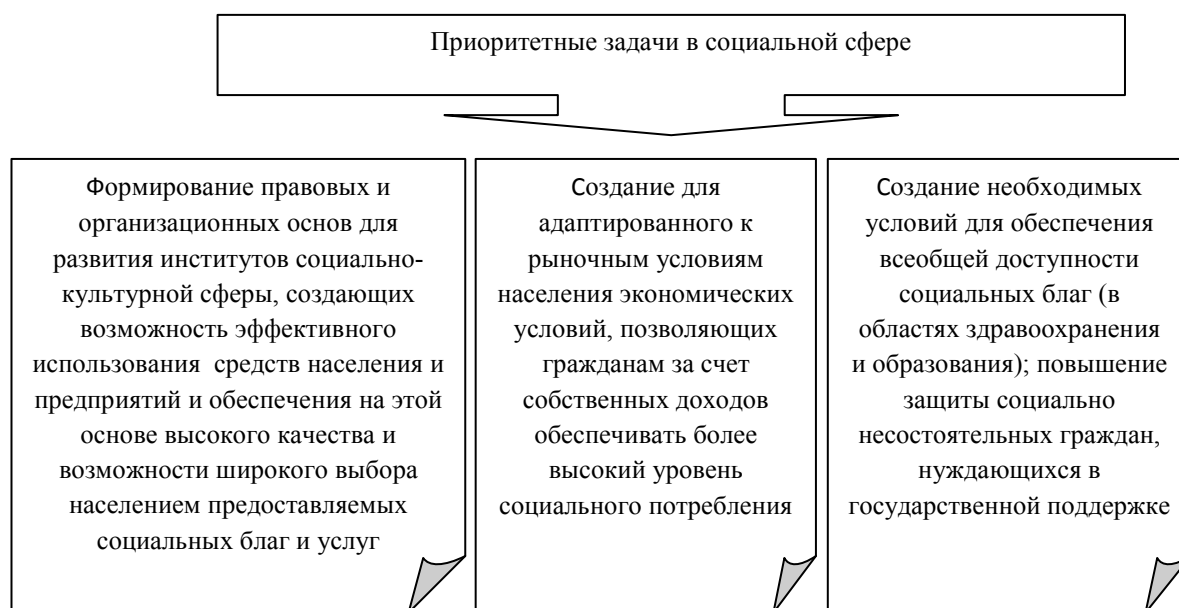 Приоритетные задачи в социальной сфере
Формирование правовых и
организационных основ для
развития институтов социально-
культурной сферы, создающих
возможность эффективного
использования средств населения и
предприятий и обеспечения на этой
основе высокого качества и
возможности широкого выбора
населением предоставляемых
социальных благ и услуг
Создание для
адаптированного к
рыночным условиям
населения экономических
условий, позволяющих
гражданам за счет
собственных доходов
обеспечивать более
высокий уровень
социального потребления
Создание необходимых
условий для обеспечения
всеобщей доступности
социальных благ (в
областях здравоохранения
и образования); повышение
защиты социально
несостоятельных граждан,
нуждающихся в
государственной поддержке